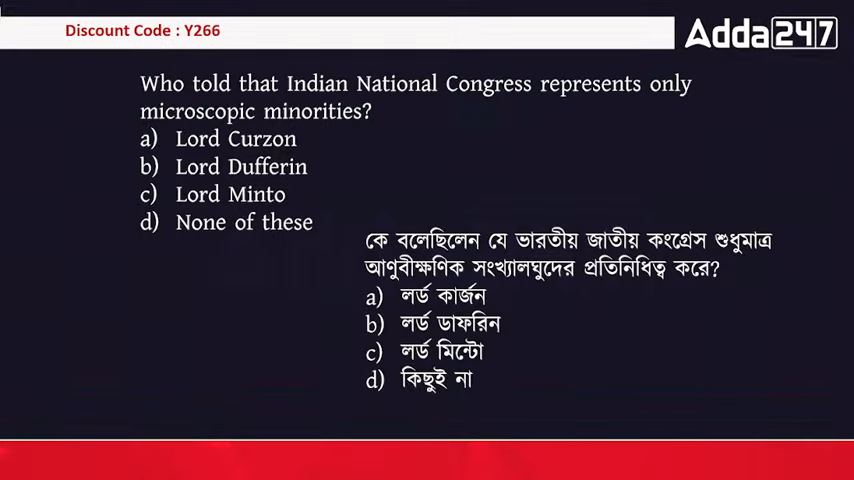 Discount Code : Y266
Adda247
Who told that Indian National Congress represents only
microscopic minorities?
a) Lord Curzon
b) Lord Dufferin
c) Lord Minto
d) None of these
কে বলেছিলেন যে ভারতীয় জাতীয় কংগ্রেস শুধুমাত্র
আণুবীক্ষণিক সংখ্যালঘুদের প্রতিনিধিত্ব করে?
a) লর্ড কার্জন
b) লর্ড ডাফরিন
c) লর্ড মিন্টো
d) কিছুই না